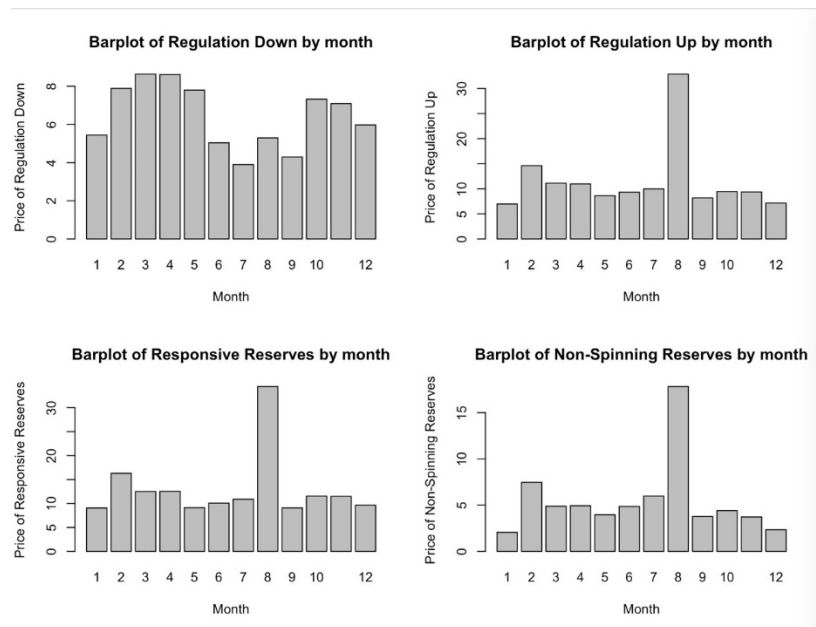 Barplot of Regulation Down by month
Price of Regulation Down
8
6
4
2
0
1 2 3 4 5 6 7 8 9 10 12
Month
Barplot of Regulation Up by month
Price of Regulation Up
30
20
10
5
0
1 2 3 4 5 6 7 8 9 10 12
Month
Barplot of Responsive Reserves by month
Price of Responsive Reserves
30
20
10
5
0
1 2 3 4 5 6 7 8 9 10 12
Month
Barplot of Non-Spinning Reserves by month
Price of Non-Spinning Reserves
15
10
5
0
1 2 3 4 5 6 7 8 9 10 12
Month